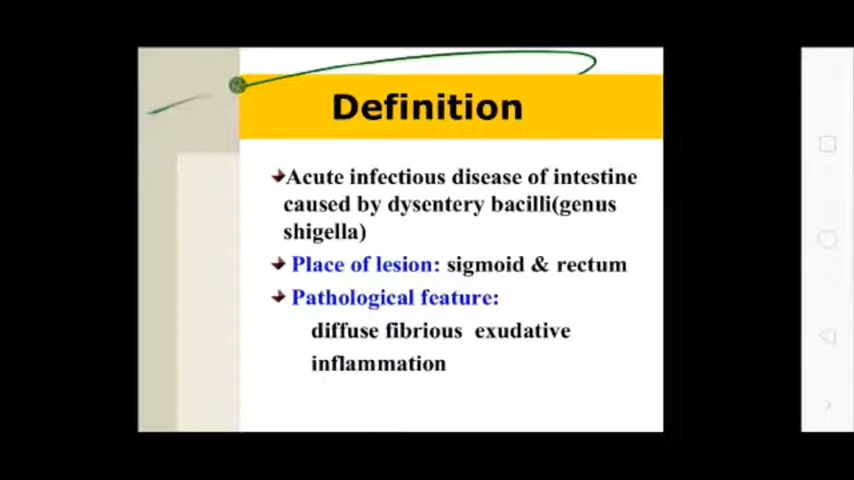 Definition
Acute infectious disease of intestine
caused by dysentery bacilli(genus
shigella)
Place of lesion: sigmoid & rectum
Pathological feature:
diffuse fibrious exudative
inflammation